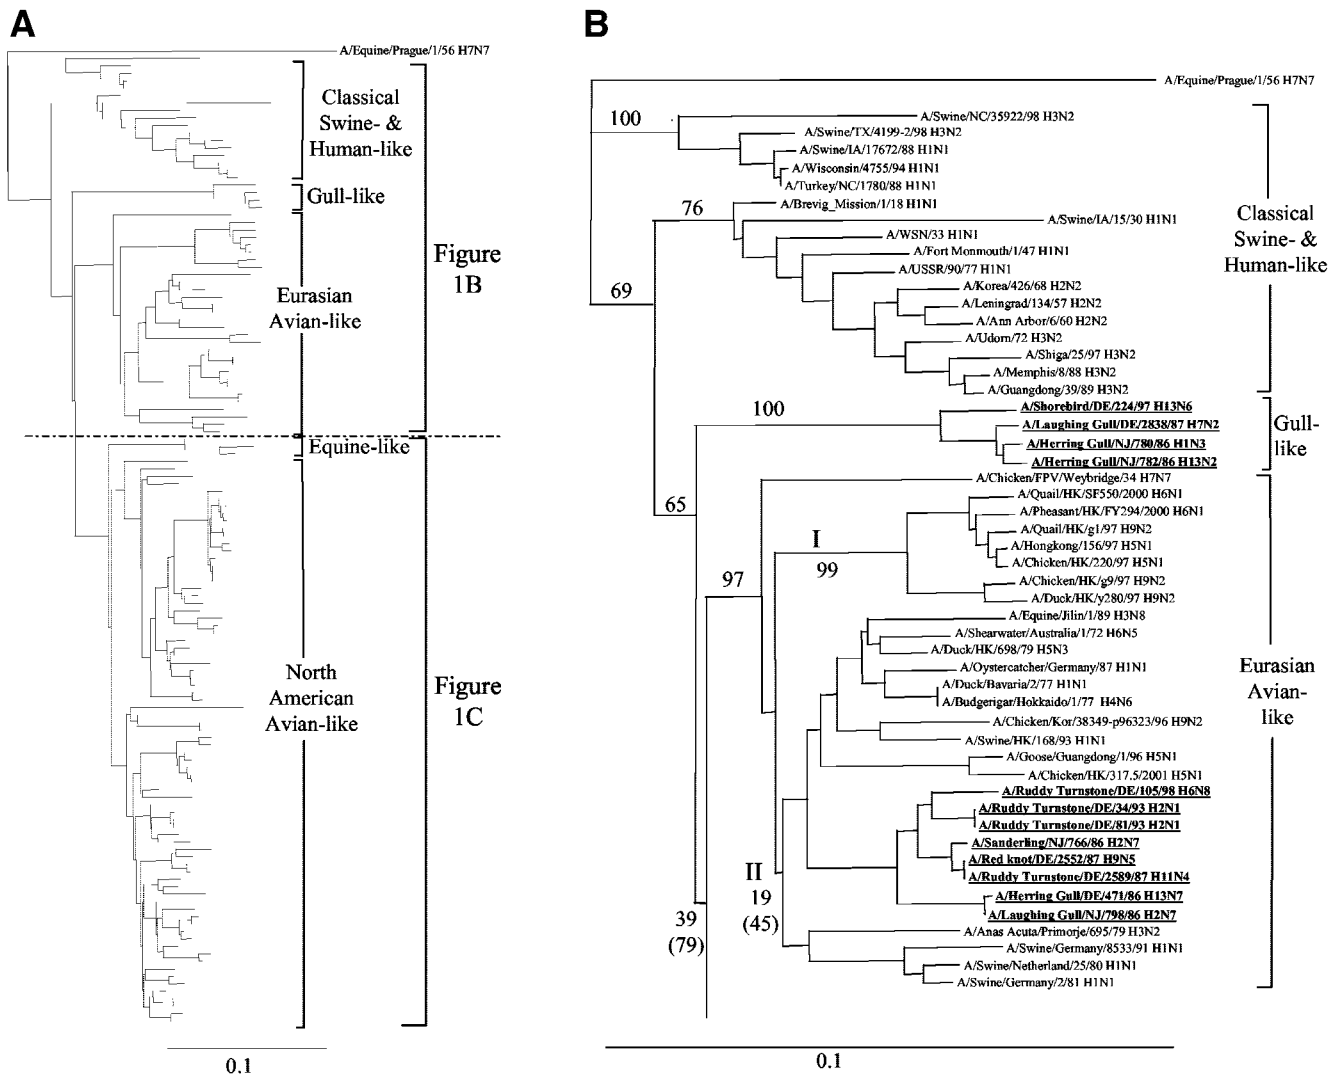 A
A/Equine/Prague/1/56 H7N7
Classical
Swine- &
Human-like
Gull-like
Figure
1B
Eurasian
Avian-like
Equine-like
North
American
Avian-like
Figure
1C
0.1
B
A/Equine/Prague/1/56 H7N7
100
A/Swine/NC/35922/98 H3N2
A/Swine/TX/4199-2/98 H3N2
A/Swine/IA/17672/88 H1N1
A/Wisconsin/4755/94 H1N1
A/Turkey/NC/1780/88 H1N1
76
A/Brevig_Mission/1/18 H1N1
A/Swine/IA/15/30 H1N1
A/WSN/33 H1N1
A/Fort Monmouth/1/47 H1N1
A/USSR/90/77 H1N1
69
A/Korea/426/68 H2N2
A/Leningrad/134/57 H2N2
A/Ann Arbor/6/60 H2N2
A/Udorn/72 H3N2
A/Shiga/25/97 H3N2
A/Memphis/8/88 H3N2
A/Guangdong/39/89 H3N2
Classical
Swine- &
Human-like
100
A/Shorebird/DE/224/97 H13N6
A/Laughing Gull/DE/2838/87 H7N2
A/Herring Gull/NJ/780/86 H1N3
A/Herring Gull/NJ/782/86 H13N2
Gull-
like
65
A/Chicken/FPV/Weybridge/34 H7N7
A/Quail/HK/SF550/2000 H6N1
A/Pheasant/HK/FY294/2000 H6N1
A/Quail/HK/g1/97 H9N2
A/Hongkong/156/97 H5N1
A/Chicken/HK/220/97 H5N1
I
99
97
A/Chicken/HK/g9/97 H9N2
A/Duck/HK/y280/97 H9N2
A/Equine/Jilin/1/89 H3N8
A/Shearwater/Australia/1/72 H6N5
A/Duck/HK/698/79 H5N3
A/Oystercatcher/Germany/87 H1N1
A/Duck/Bavaria/2/77 H1N1
A/Budgerigar/Hokkaido/1/77 H4N6
A/Chicken/Kor/38349-p96323/96 H9N2
A/Swine/HK/168/93 H1N1
A/Goose/Guangdong/1/96 H5N1
A/Chicken/HK/317.5/2001 H5N1
A/Ruddy Turnstone/DE/105/98 H6N8
A/Ruddy Turnstone/DE/34/93 H2N1
A/Ruddy Turnstone/DE/81/93 H2N1
A/Sanderling/NJ/766/86 H2N7
A/Red knot/DE/2552/87 H9N5
A/Ruddy Turnstone/DE/2589/87 H11N4
A/Herring Gull/DE/471/86 H13N7
A/Laughing Gull/NJ/798/86 H2N7
II
19
(45)
39
(79)
A/Anas Acuta/Primorje/695/79 H3N2
A/Swine/Germany/8533/91 H1N1
A/Swine/Netherland/25/80 H1N1
A/Swine/Germany/2/81 H1N1
Eurasian
Avian-
like
0.1